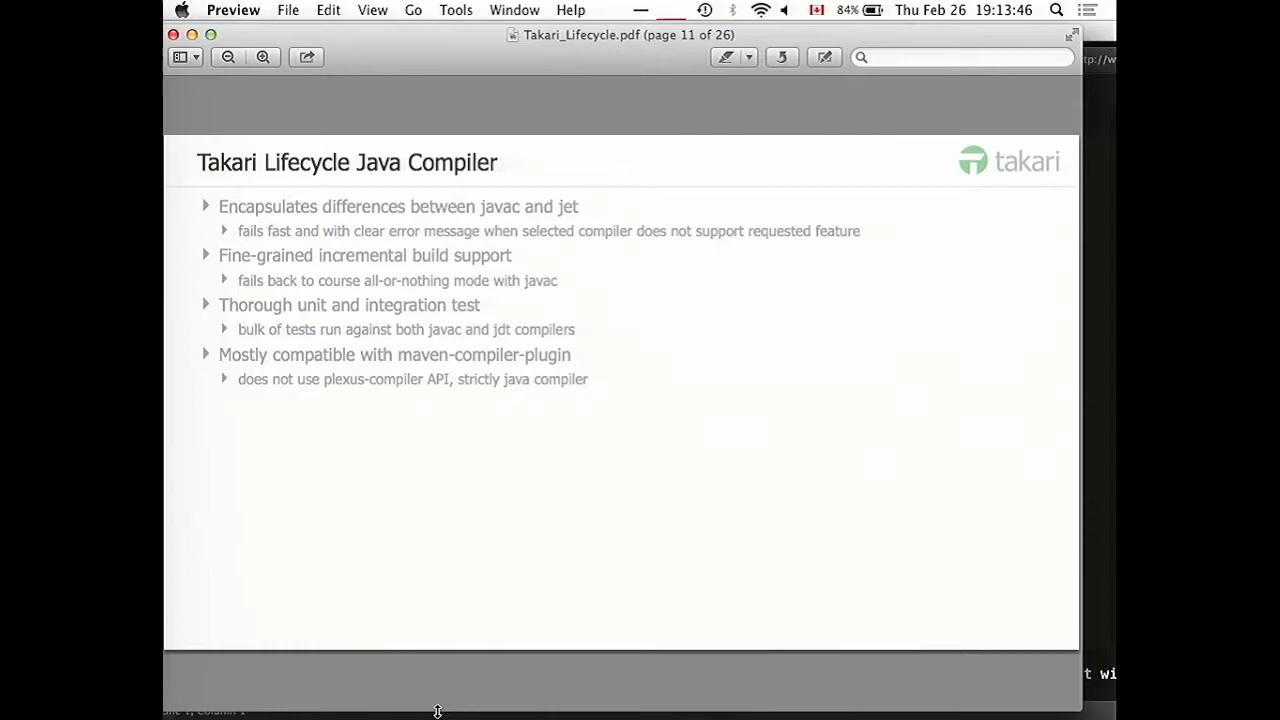 Preview File Edit View Go Tools Window Help 84% Thu Feb 26 19:13:46
Takari_Lifecycle.pdf (page 11 of 26)
tp://w
Takari Lifecycle Java Compiler
takari
Encapsulates differences between javac and jet
fails fast and with clear error message when selected compiler does not support requested feature
Fine-grained incremental build support
fails back to course all-or-nothing mode with javac
Thorough unit and integration test
bulk of tests run against both javac and jdt compilers
Mostly compatible with maven-compiler-plugin
does not use plexus-compiler API, strictly java compiler
t wi